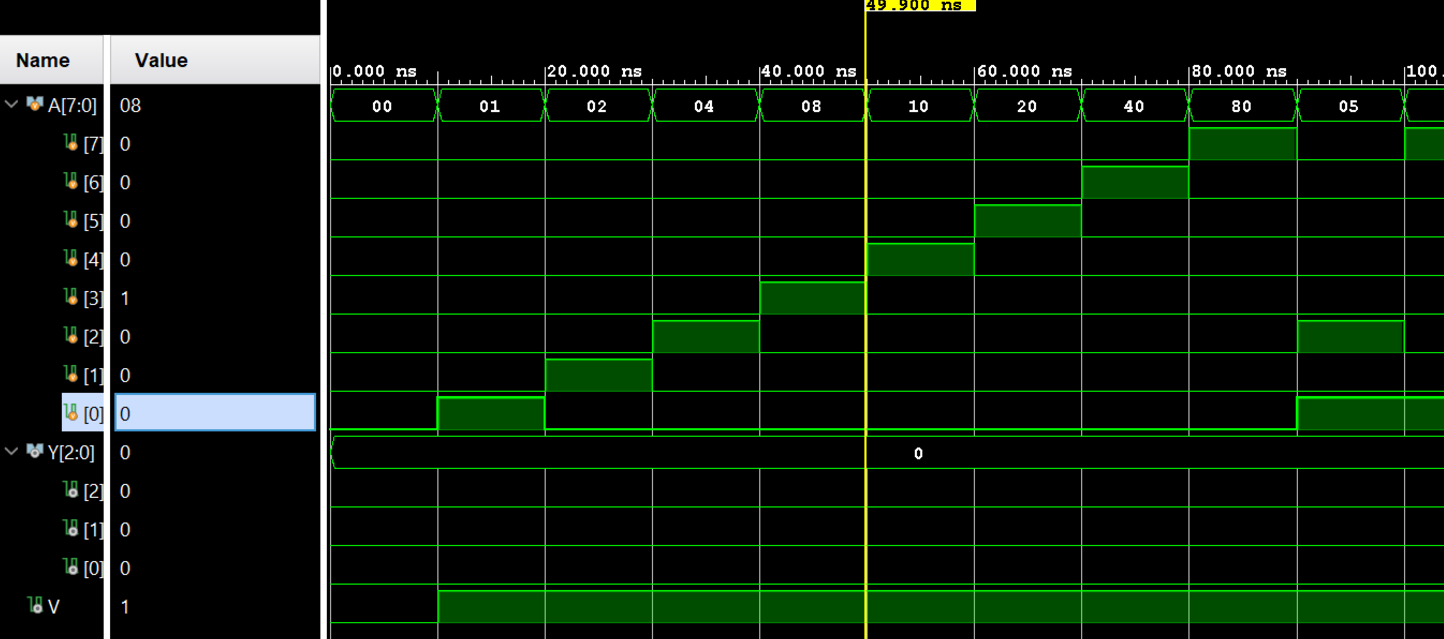 49.900 ns
Name Value
0.000 ns 20.000 ns 40.000 ns 60.000 ns 80.000 ns 100.
A[7:0] 08 00 01 02 04 08 10 20 40 80 05
[7] 0
[6] 0
[5] 0
[4] 0
[3] 1
[2] 0
[1] 0
[0] 0
Y[2:0] 0 0
[2] 0
[1] 0
[0] 0
V 1